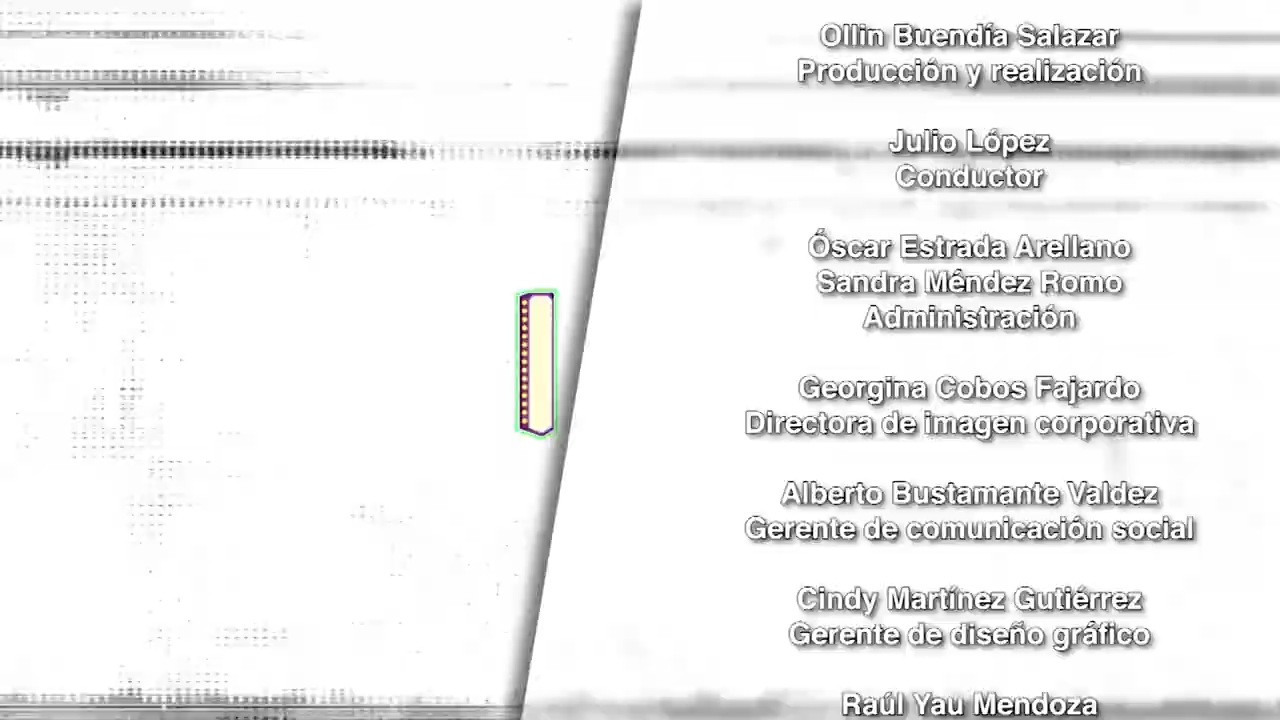 Ollin Buendía Salazar
Producción y realización
Julio López
Conductor
Óscar Estrada Arellano
Sandra Méndez Romo
Administración
Georgina Cobos Fajardo
Directora de imagen corporativa
Alberto Bustamante Valdez
Gerente de comunicación social
Cindy Martínez Gutiérrez
Gerente de diseño gráfico
Raúl Yau Mendoza